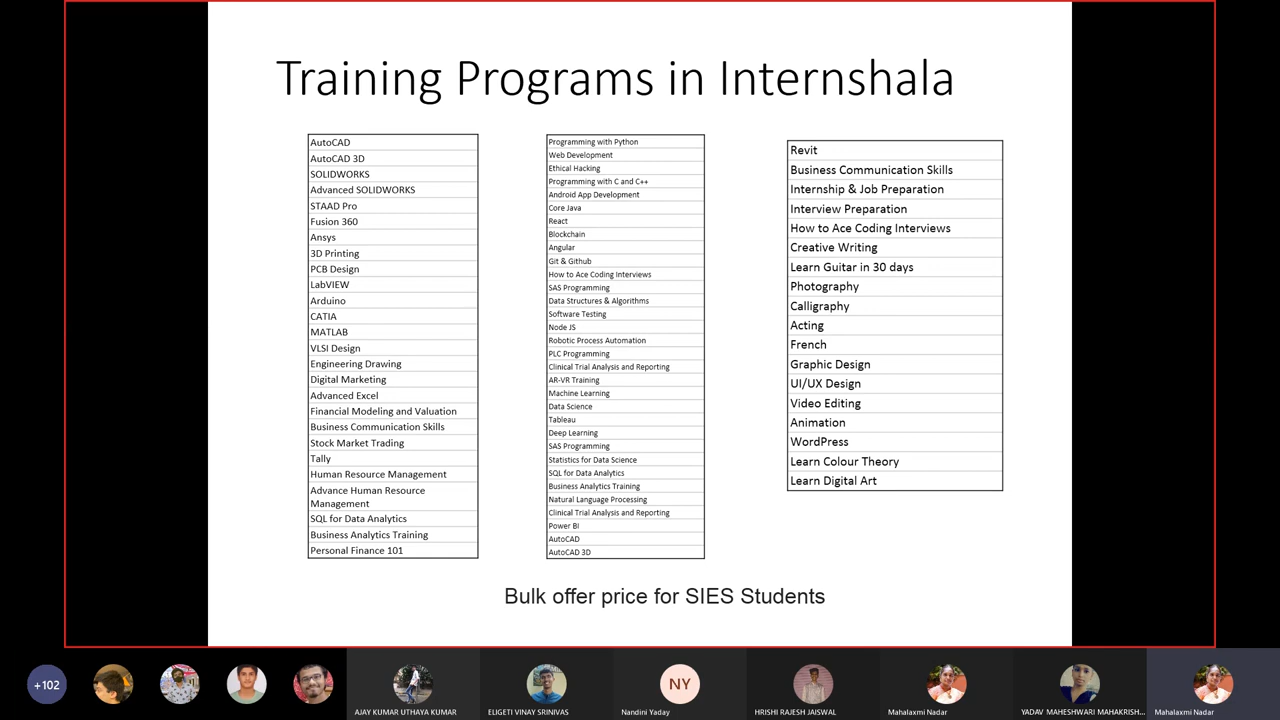 Training Programs in Internshala
AutoCAD
AutoCAD 3D
SOLIDWORKS
Advanced SOLIDWORKS
STAAD Pro
Fusion 360
Ansys
3D Printing
PCB Design
LabVIEW
Arduino
CATIA
MATLAB
VLSI Design
Engineering Drawing
Digital Marketing
Advanced Excel
Financial Modeling and Valuation
Business Communication Skills
Stock Market Trading
Tally
Human Resource Management
Advance Human Resource
Management
SQL for Data Analytics
Business Analytics Training
Personal Finance 101
Programming with Python
Web Development
Ethical Hacking
Programming with C and C++
Android App Development
Core Java
React
Blockchain
Angular
Git & Github
How to Ace Coding Interviews
SAS Programming
Data Structures & Algorithms
Software Testing
Node JS
Robotic Process Automation
PLC Programming
Clinical Trial Analysis and Reporting
AR-VR Training
Machine Learning
Data Science
Tableau
Deep Learning
SAS Programming
Statistics for Data Science
SQL for Data Analytics
Business Analytics Training
Natural Language Processing
Clinical Trial Analysis and Reporting
Power BI
AutoCAD
AutoCAD 3D
Revit
Business Communication Skills
Internship & Job Preparation
Interview Preparation
How to Ace Coding Interviews
Creative Writing
Learn Guitar in 30 days
Photography
Calligraphy
Acting
French
Graphic Design
UI/UX Design
Video Editing
Animation
WordPress
Learn Colour Theory
Learn Digital Art
Bulk offer price for SIES Students
+102
AJAY KUMAR UTHAYA KUMAR
ELIGETI VINAY SRINIVAS
NY
Nandini Yaday
HRISHI RAJESH JAISWAL
Mahalaxmi Nadar
YADAV MAHESHWARI MAHAKRISH...
Mahalaxmi Nadar